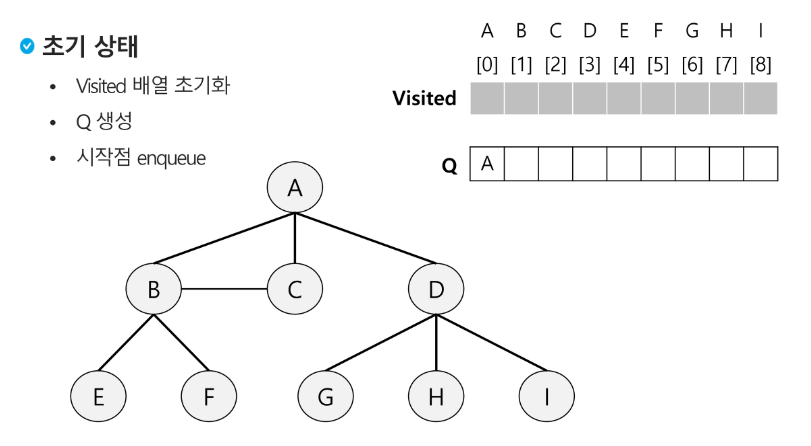 초기 상태
• Visited 배열 초기화
• Q 생성
• 시작점 enqueue
A B C D E F G H I
[0] [1] [2] [3] [4] [5] [6] [7] [8]
Visited
Q A
A
B C D
E F G H I